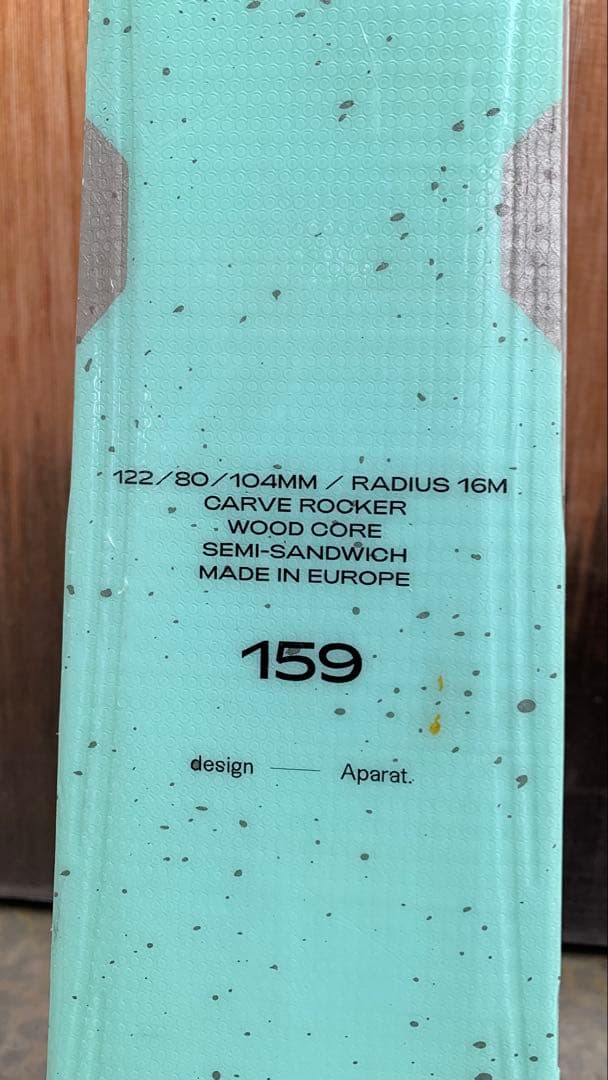 122/80/104MM / RADIUS 16M
CARVE ROCKER
WOOD CORE
SEMI-SANDWICH
MADE IN EUROPE
159
design — Aparat.